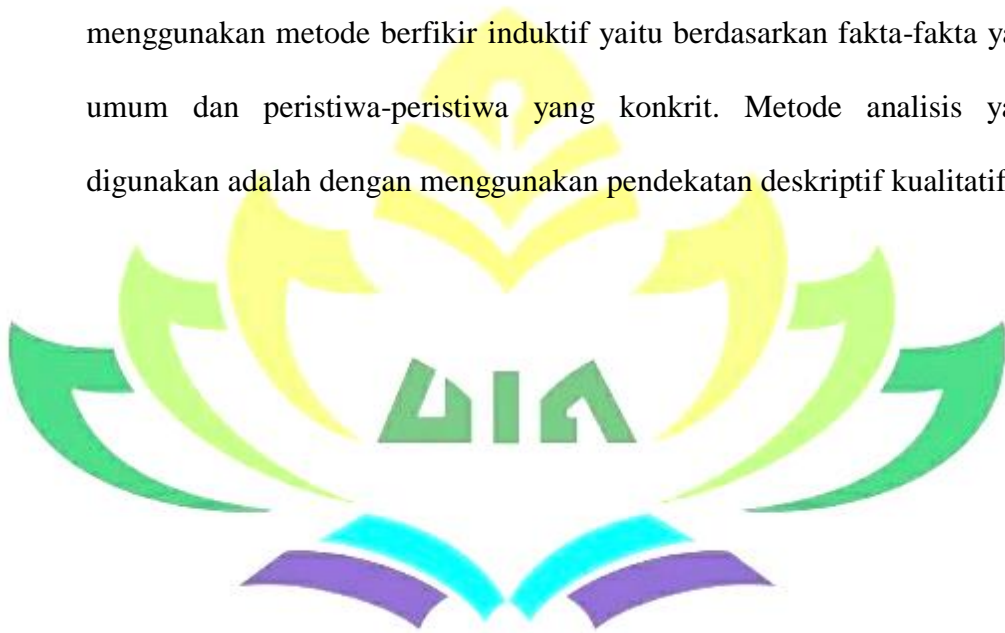 menggunakan metode berfikir induktif yaitu berdasarkan fakta-fakta ya
umum dan peristiwa-peristiwa yang konkrit. Metode analisis ya
digunakan adalah dengan menggunakan pendekatan deskriptif kualitatif